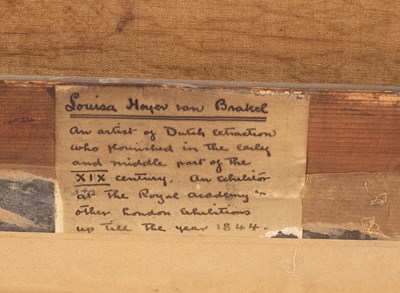 Louisa Hoyer van Brakel
An artist of Dutch extraction
who flourished in the early
and middle part of the
XIX century. An exhibitor
at the Royal Academy &
other London Exhibitions
up till the year 1844.